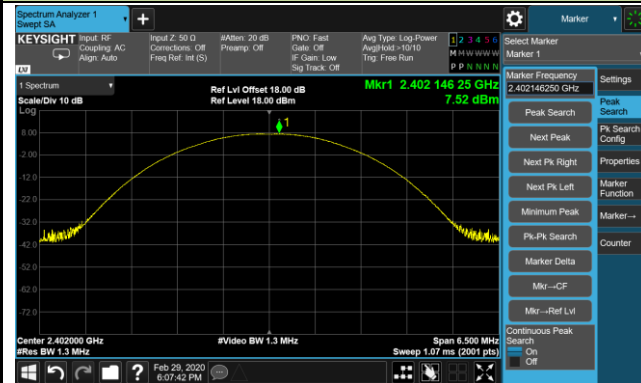 Spectrum Analyzer 1
Swept SA
+
Marker
KEYSIGHT
Input: RF
Coupling: AC
Align: Auto
Input Z: 50 Ω
Corrections: Off
Freq Ref: Int (S)
#Atten: 20 dB
Preamp: Off
PNO: Fast
Gate: Off
IF Gain: Low
Sig Track: Off
Avg Type: Log-Power
Avg|Hold:>10/10
Trig: Free Run
1 2 3 4 5 6
M W W W W W
P P N N N N
Select Marker
Marker 1
LXI
1 Spectrum
Scale/Div 10 dB
Log
Ref Lvl Offset 18.00 dB
Ref Level 18.00 dBm
Mkr1 2.402 146 25 GHz
7.52 dBm
1
8.00
-2.00
-12.0
-22.0
-32.0
-42.0
-52.0
-62.0
-72.0
Center 2.402000 GHz
#Res BW 1.3 MHz
#Video BW 1.3 MHz
Span 6.500 MHz
Sweep 1.07 ms (2001 pts)
Marker Frequency
2.402146250 GHz
Peak Search
Next Peak
Next Pk Right
Next Pk Left
Minimum Peak
Pk-Pk Search
Marker Delta
Mkr→CF
Mkr→Ref Lvl
Continuous Peak
Search
On
Off
Settings
Peak
Search
Pk Search
Config
Properties
Marker
Function
Marker→
Counter
?
Feb 29, 2020
6:07:42 PM